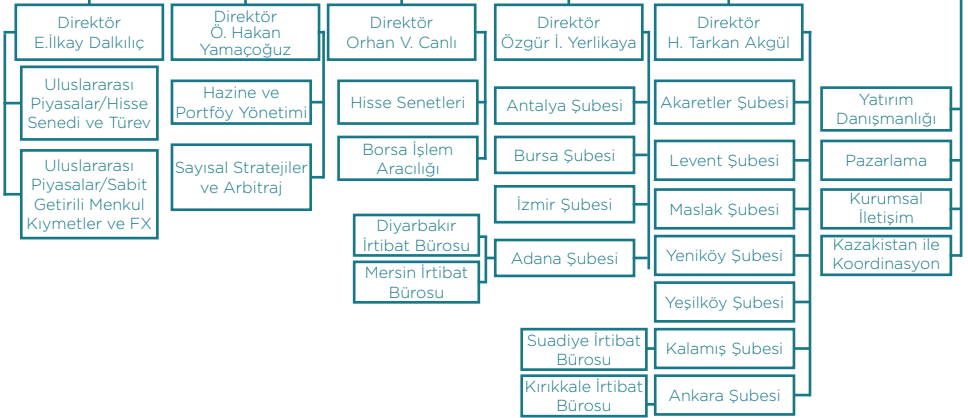 Direktör
E.İlkay Dalkılıç
Uluslararası
Piyasalar/Hisse
Senedi ve Türev
Uluslararası
Piyasalar/Sabit
Getirili Menkul
Kıymetler ve FX
Direktör
Ö. Hakan
Yamaçoğuz
Hazine ve
Portföy Yönetimi
Sayısal Stratejiler
ve Arbitraj
Direktör
Orhan V. Canlı
Hisse Senetleri
Borsa İşlem
Aracılığı
Direktör
Özgür İ. Yerlikaya
Antalya Şubesi
Bursa Şubesi
İzmir Şubesi
Adana Şubesi
Diyarbakır
İrtibat Bürosu
Mersin İrtibat
Bürosu
Direktör
H. Tarkan Akgül
Akaretler Şubesi
Levent Şubesi
Maslak Şubesi
Yeniköy Şubesi
Yeşilköy Şubesi
Kalamış Şubesi
Suadiye İrtibat
Bürosu
Ankara Şubesi
Kırıkkale İrtibat
Bürosu
Yatırım
Danışmanlığı
Pazarlama
Kurumsal
İletişim
Kazakistan ile
Koordinasyon